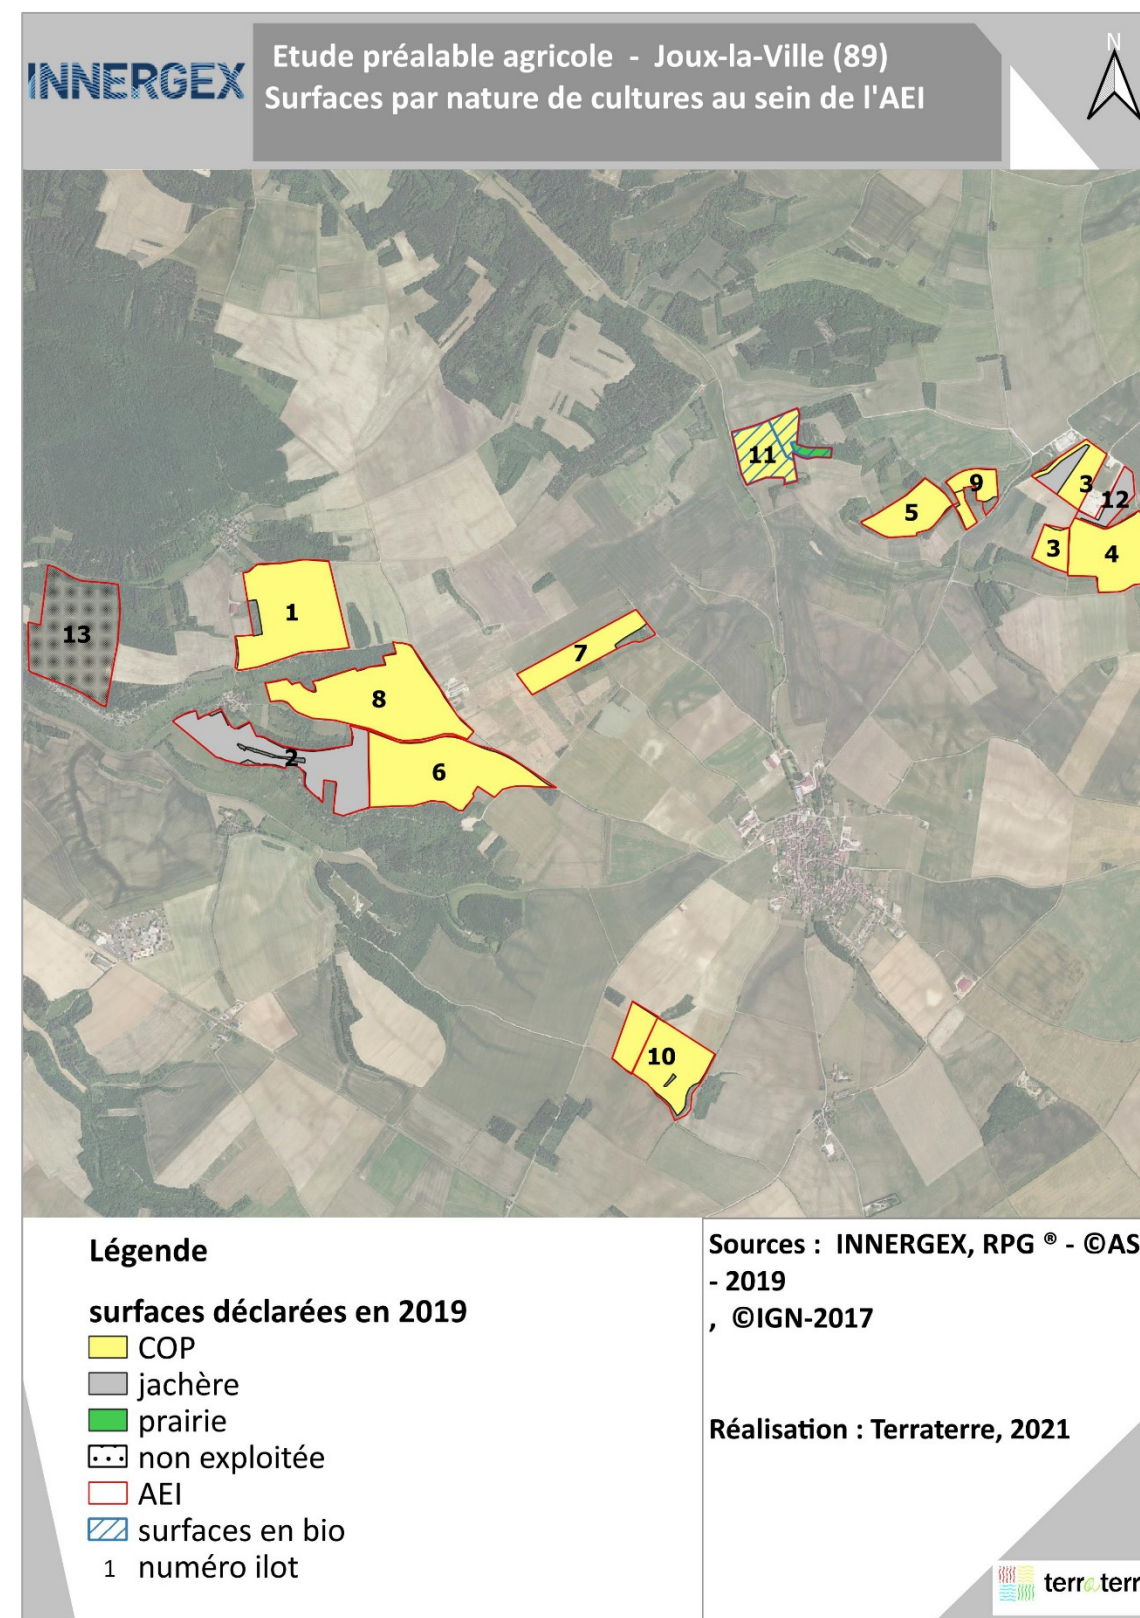 INNERGEX
Etude préalable agricole - Joux-la-Ville (89)
Surfaces par nature de cultures au sein de l'AEI
N
11
9
3
12
5
3
4
13
1
7
8
2
6
10
Légende
surfaces déclarées en 2019
COP
jachère
prairie
non exploitée
AEI
surfaces en bio
1 numéro ilot
Sources : INNERGEX, RPG ® - ©AS
- 2019
, ©IGN-2017
Réalisation : Terraterre, 2021
terraterr